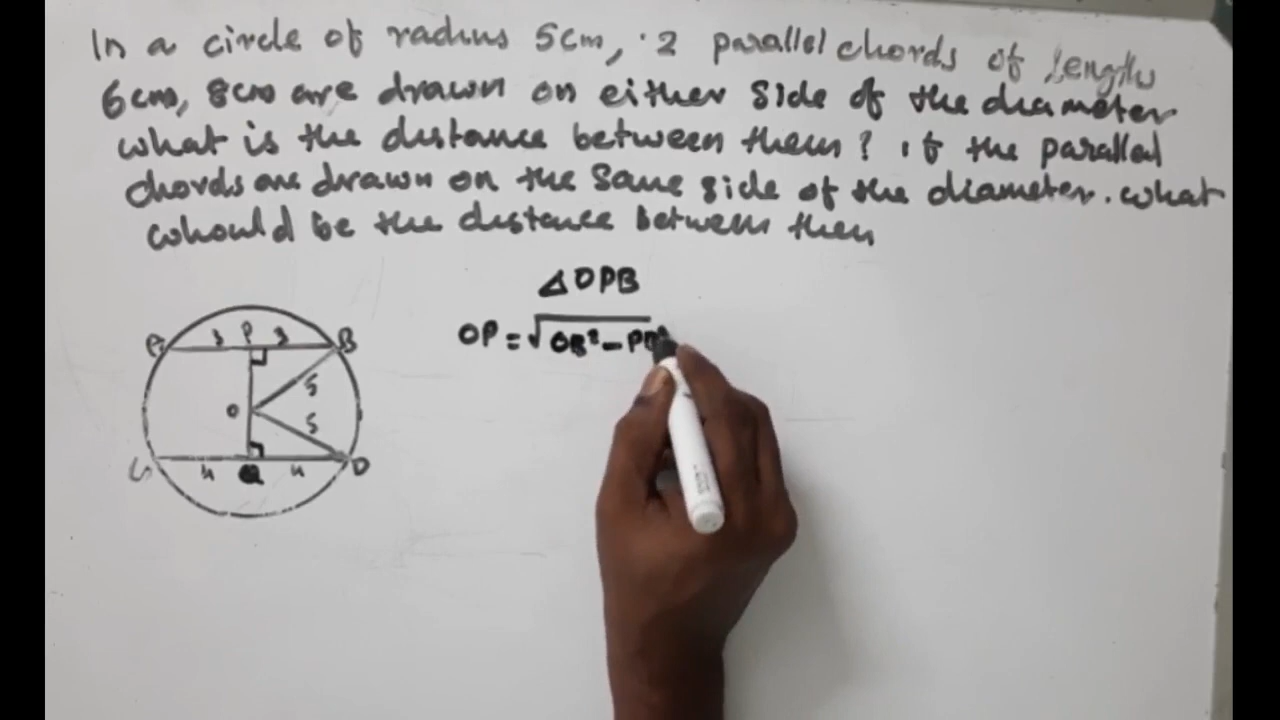 In a circle of radius 5cm, 2 parallel chords of length
6cm, 8cm are drawn on either side of the diameter
what is the distance between them? if the parallel
chords are drawn on the same side of the diameter. what
whould be the distance between them
△OPB
OP = √OB² - PB²
A 3 P 3 B
5
O
5
C 4 Q 4 D